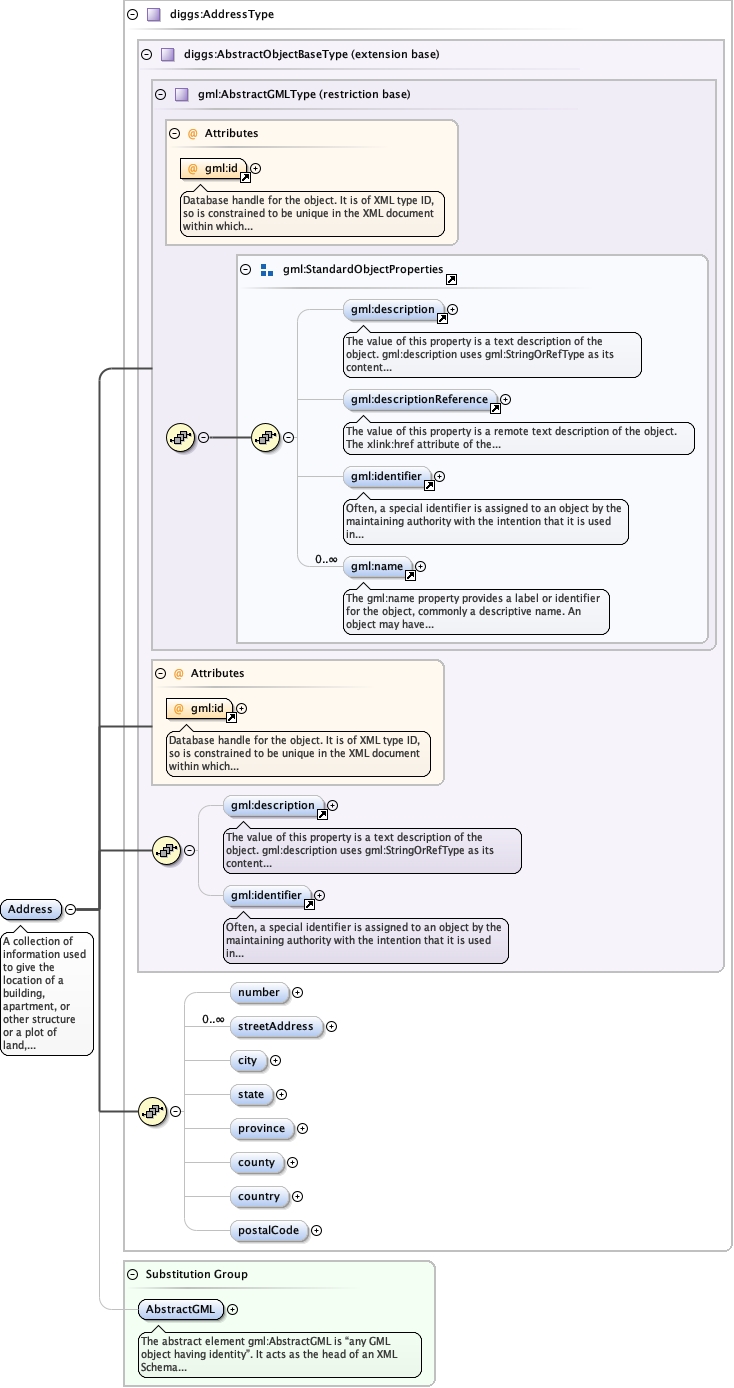 diggs:AddressType
diggs:AbstractObjectBaseType (extension base)
gml:AbstractGMLType (restriction base)
@ Attributes
@ gml:id
Database handle for the object. It is of XML type ID,
so is constrained to be unique in the XML document
within which...
gml:StandardObjectProperties
gml:description
The value of this property is a text description of the
object. gml:description uses gml:StringOrRefType as its
content...
gml:descriptionReference
The value of this property is a remote text description of the object.
The xlink:href attribute of the...
gml:identifier
Often, a special identifier is assigned to an object by the
maintaining authority with the intention that it is used
in...
0..∞
gml:name
The gml:name property provides a label or identifier
for the object, commonly a descriptive name. An
object may have...
@ Attributes
@ gml:id
Database handle for the object. It is of XML type ID,
so is constrained to be unique in the XML document
within which...
gml:description
The value of this property is a text description of the
object. gml:description uses gml:StringOrRefType as its
content...
gml:identifier
Often, a special identifier is assigned to an object by the
maintaining authority with the intention that it is used
in...
Address
A collection of
information used
to give the
location of a
building,
apartment, or
other structure
or a plot of
land,...
number
0..∞
streetAddress
city
state
province
county
country
postalCode
Substitution Group
AbstractGML
The abstract element gml:AbstractGML is “any GML
object having identity”. It acts as the head of an XML
Schema...